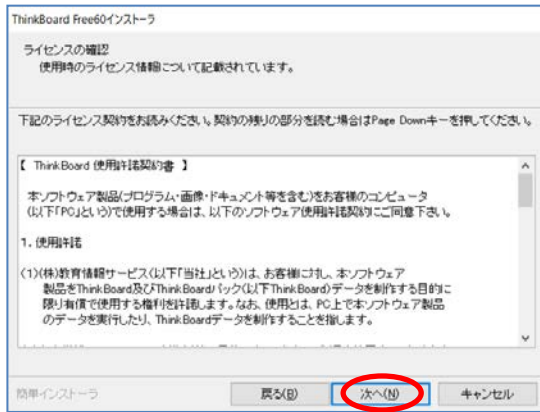 ThinkBoard Free60インストーラ
ライセンスの確認
使用時のライセンス情報について記載されています。
下記のライセンス契約をお読みください。契約の残りの部分を読む場合はPage Downキーを押してください。
【 ThinkBoard 使用許諾契約書 】
本ソフトウェア製品(プログラム・画像・ドキュメント等を含む)をお客様のコンピュータ
(以下「PC」という)で使用する場合は、以下のソフトウェア使用許諾契約にご同意下さい。
1. 使用許諾
(1)(株)教育情報サービス(以下「当社」という)は、お客様に対し、本ソフトウェア
製品をThinkBoard及びThinkBoardパック(以下ThinkBoard)のデータを制作する目的に
限り有償で使用する権利を許諾します。なお、使用とは、PC上で本ソフトウェア製品
のデータを実行したり、ThinkBoardデータを制作することを指します。
簡単インストーラ
戻る(B)
次へ(N)
キャンセル